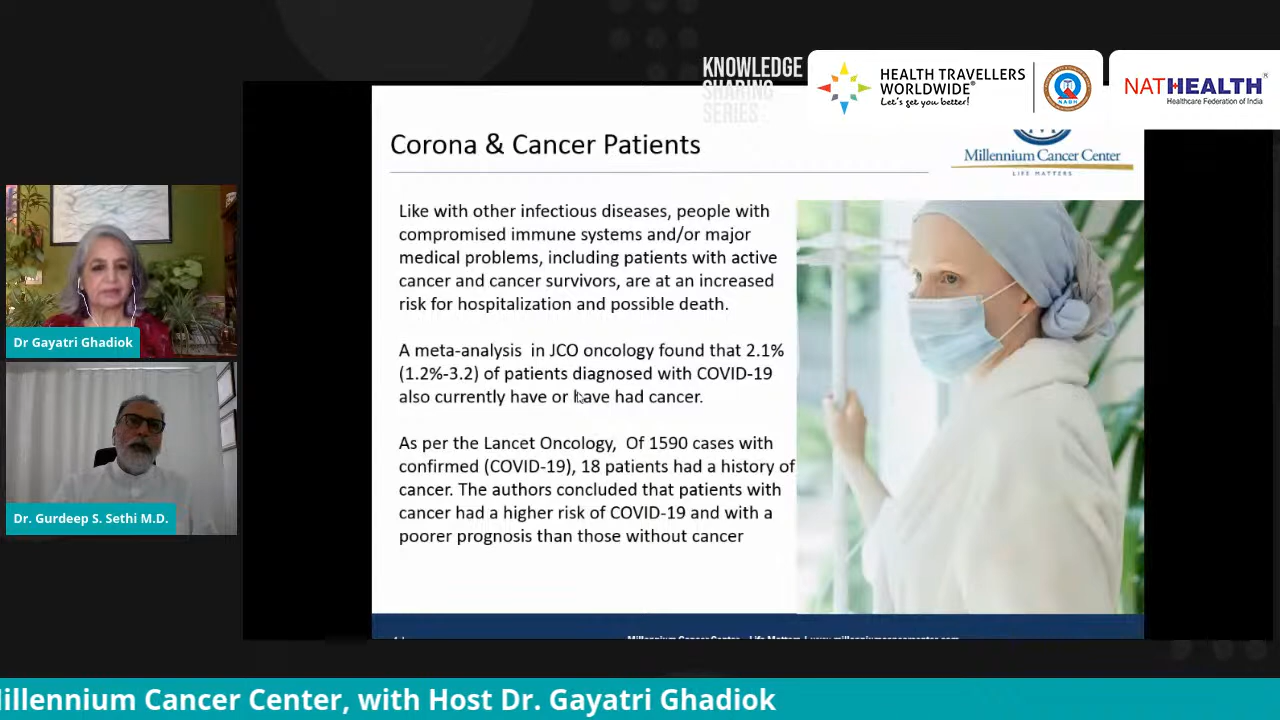 KNOWLEDGE
SHARING
SERIES
HEALTH TRAVELLERS
WORLDWIDE®
Let's get you better!
NABH
NATHEALTH®
Healthcare Federation of India
Corona & Cancer Patients
Millennium Cancer Center
LIFE MATTERS
Like with other infectious diseases, people with
compromised immune systems and/or major
medical problems, including patients with active
cancer and cancer survivors, are at an increased
risk for hospitalization and possible death.
A meta-analysis in JCO oncology found that 2.1%
(1.2%-3.2) of patients diagnosed with COVID-19
also currently have or have had cancer.
As per the Lancet Oncology, Of 1590 cases with
confirmed (COVID-19), 18 patients had a history of
cancer. The authors concluded that patients with
cancer had a higher risk of COVID-19 and with a
poorer prognosis than those without cancer
Dr Gayatri Ghadiok
Dr. Gurdeep S. Sethi M.D.
illennium Cancer Center, with Host Dr. Gayatri Ghadiok